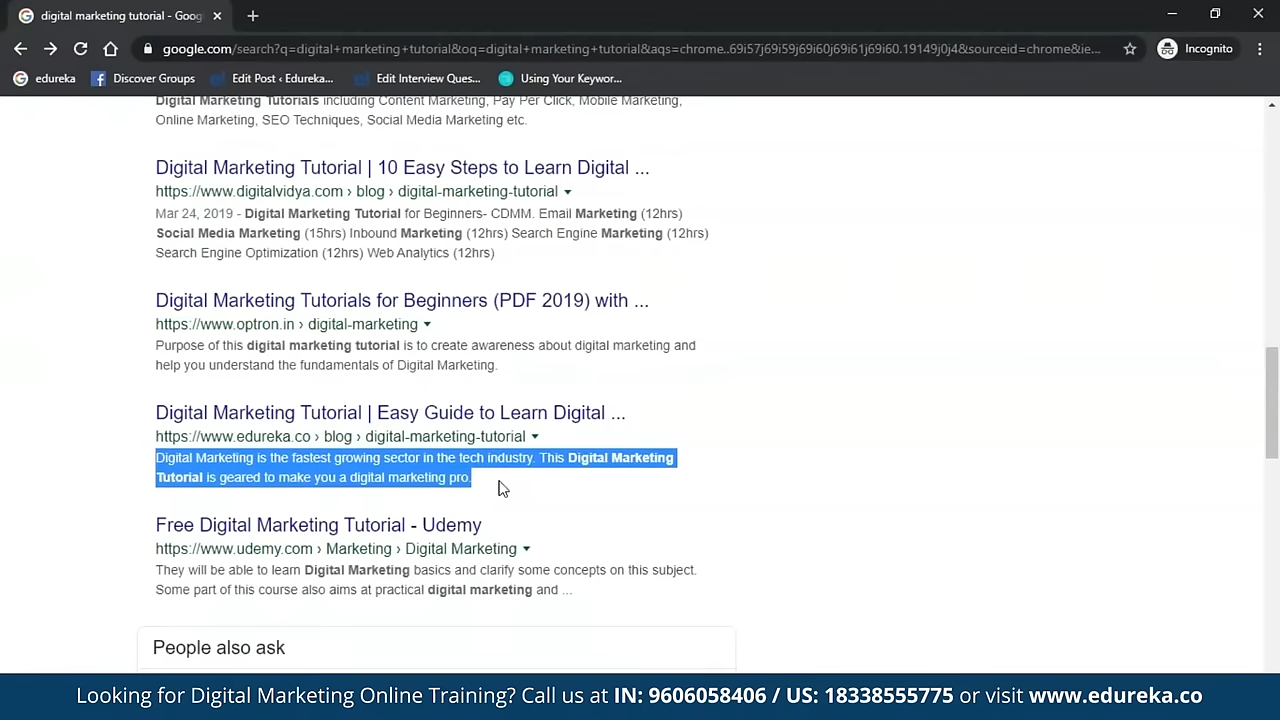 digital marketing tutorial - Goog
google.com/search?q=digital+marketing+tutorial&oq=digital+marketing+tutorial&aqs=chrome..69i57j69i59j69i60j69i61j69i60.19149j0j4&sourceid=chrome&ie...
Incognito
edureka
Discover Groups
Edit Post ‹ Edureka...
Edit Interview Ques...
Using Your Keywor...
Digital Marketing Tutorials including Content Marketing, Pay Per Click, Mobile Marketing,
Online Marketing, SEO Techniques, Social Media Marketing etc.
Digital Marketing Tutorial | 10 Easy Steps to Learn Digital ...
https://www.digitalvidya.com › blog › digital-marketing-tutorial
Mar 24, 2019 - Digital Marketing Tutorial for Beginners- CDMM. Email Marketing (12hrs)
Social Media Marketing (15hrs) Inbound Marketing (12hrs) Search Engine Marketing (12hrs)
Search Engine Optimization (12hrs) Web Analytics (12hrs)
Digital Marketing Tutorials for Beginners (PDF 2019) with ...
https://www.optron.in › digital-marketing
Purpose of this digital marketing tutorial is to create awareness about digital marketing and
help you understand the fundamentals of Digital Marketing.
Digital Marketing Tutorial | Easy Guide to Learn Digital ...
https://www.edureka.co › blog › digital-marketing-tutorial
Digital Marketing is the fastest growing sector in the tech industry. This Digital Marketing
Tutorial is geared to make you a digital marketing pro.
Free Digital Marketing Tutorial - Udemy
https://www.udemy.com › Marketing › Digital Marketing
They will be able to learn Digital Marketing basics and clarify some concepts on this subject.
Some part of this course also aims at practical digital marketing and ...
People also ask
Looking for Digital Marketing Online Training? Call us at IN: 9606058406 / US: 18338555775 or visit www.edureka.co